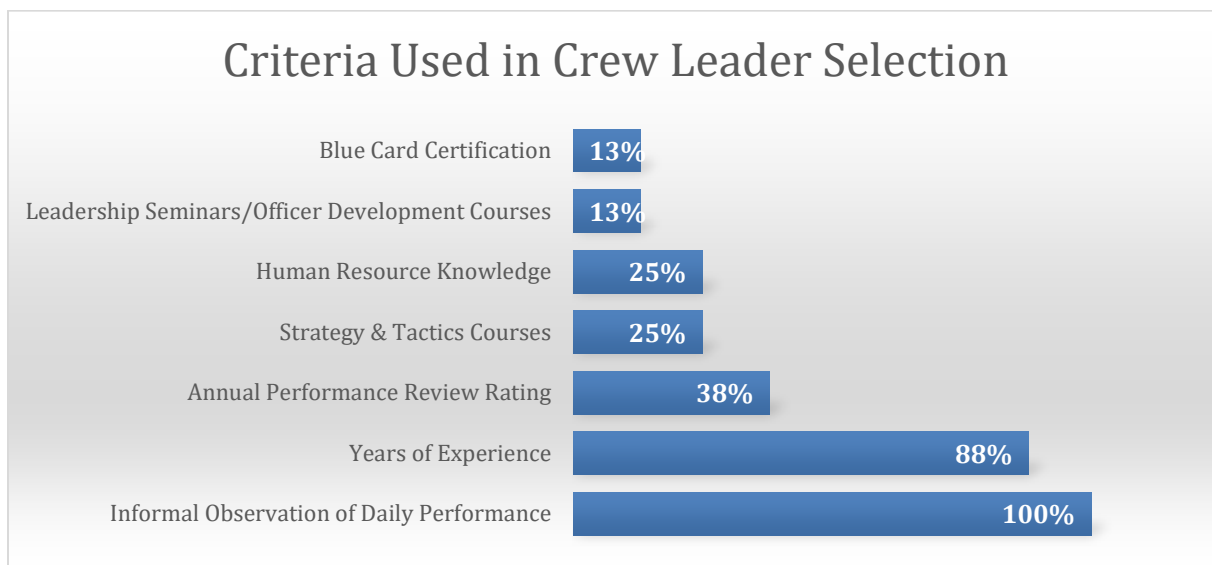 Criteria Used in Crew Leader Selection
Blue Card Certification 13%
Leadership Seminars/Officer Development Courses 13%
Human Resource Knowledge 25%
Strategy & Tactics Courses 25%
Annual Performance Review Rating 38%
Years of Experience 88%
Informal Observation of Daily Performance 100%